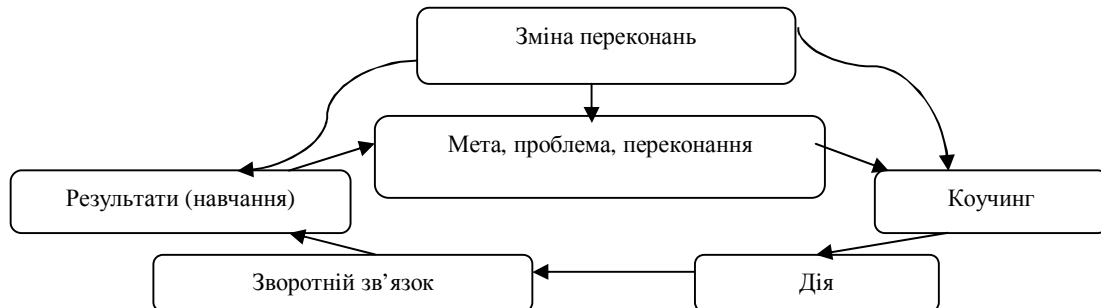 Зміна переконань
Мета, проблема, переконання
Результати (навчання)
Коучинг
Зворотній зв’язок
Дія